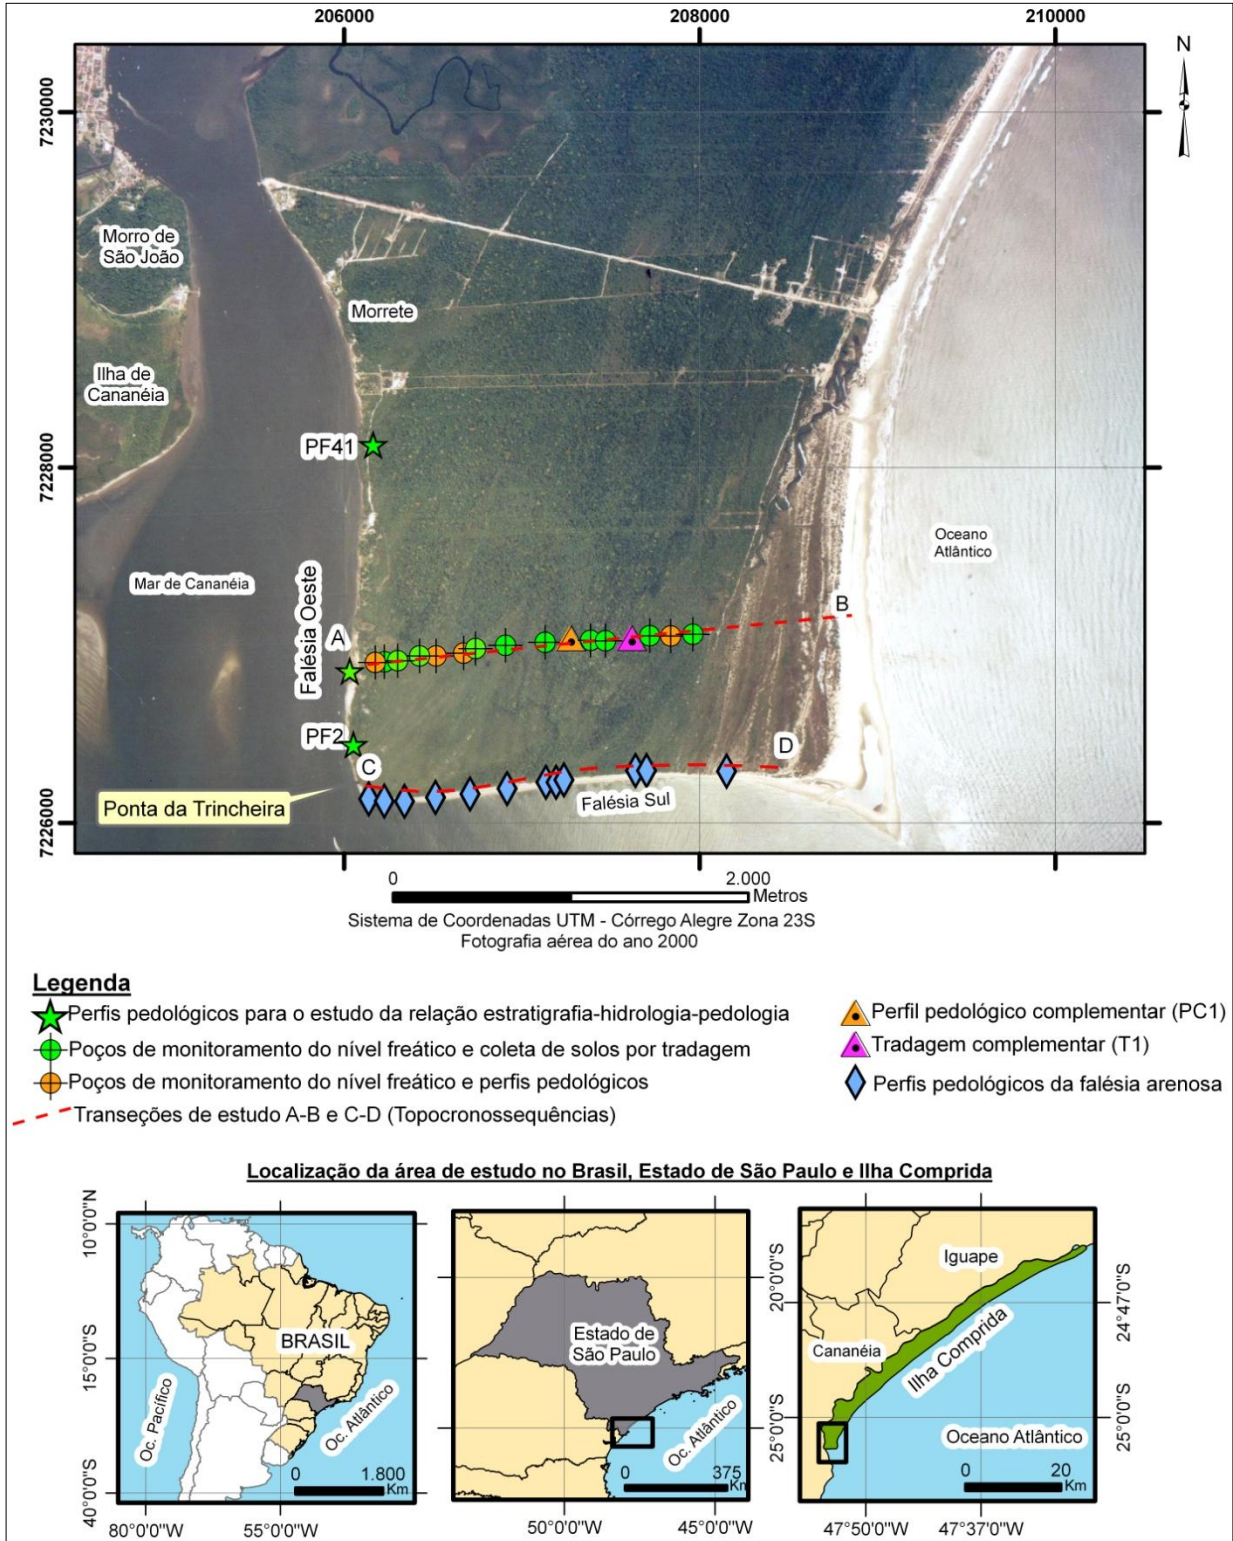 206000
208000
210000
N
7230000
Morro de
São João
Morrete
Ilha de
Cananéia
PF41
7228000
Oceano
Atlântico
Mar de Cananéia
Falésia Oeste
A
B
PF2
C
D
Ponta da Trincheira
Falésia Sul
7226000
0
2.000
Metros
Sistema de Coordenadas UTM - Córrego Alegre Zona 23S
Fotografia aérea do ano 2000
Legenda
Perfis pedológicos para o estudo da relação estratigrafia-hidrologia-pedologia
Poços de monitoramento do nível freático e coleta de solos por tradagem
Poços de monitoramento do nível freático e perfis pedológicos
Transeções de estudo A-B e C-D (Topocronossequências)
Perfil pedológico complementar (PC1)
Tradagem complementar (T1)
Perfis pedológicos da falésia arenosa
Localização da área de estudo no Brasil, Estado de São Paulo e Ilha Comprida
10°0'0"N
15°0'0"S
40°0'0"S
BRASIL
Oc. Pacífico
Oc. Atlântico
0
1.800
Km
80°0'0"W
55°0'0"W
Estado de
São Paulo
Oc. Atlântico
0
375
Km
20°0'0"S
25°0'0"S
50°0'0"W
45°0'0"W
Iguape
Cananéia
Ilha Comprida
Oceano Atlântico
0
20
Km
24°47'0"S
25°0'0"S
47°50'0"W
47°37'0"W